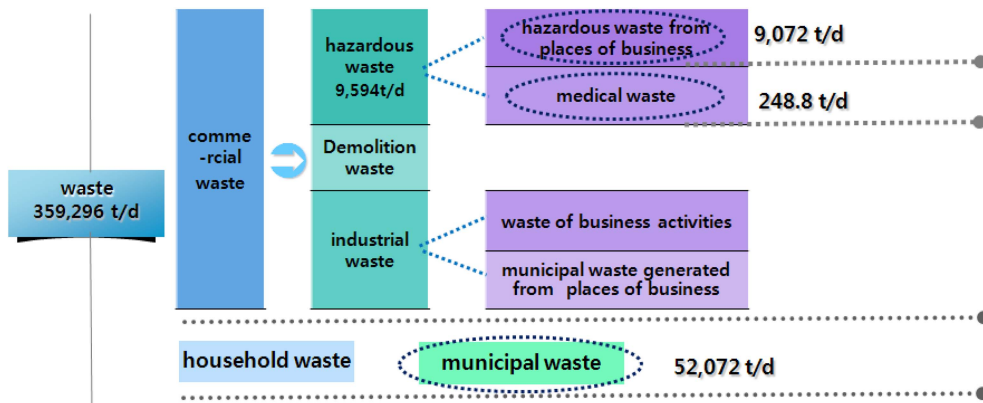 waste
359,296 t/d
comme
-rcial
waste
hazardous
waste
9,594t/d
Demolition
waste
industrial
waste
hazardous waste from
places of business
9,072 t/d
medical waste
248.8 t/d
waste of business activities
municipal waste generated
from places of business
household waste
municipal waste
52,072 t/d